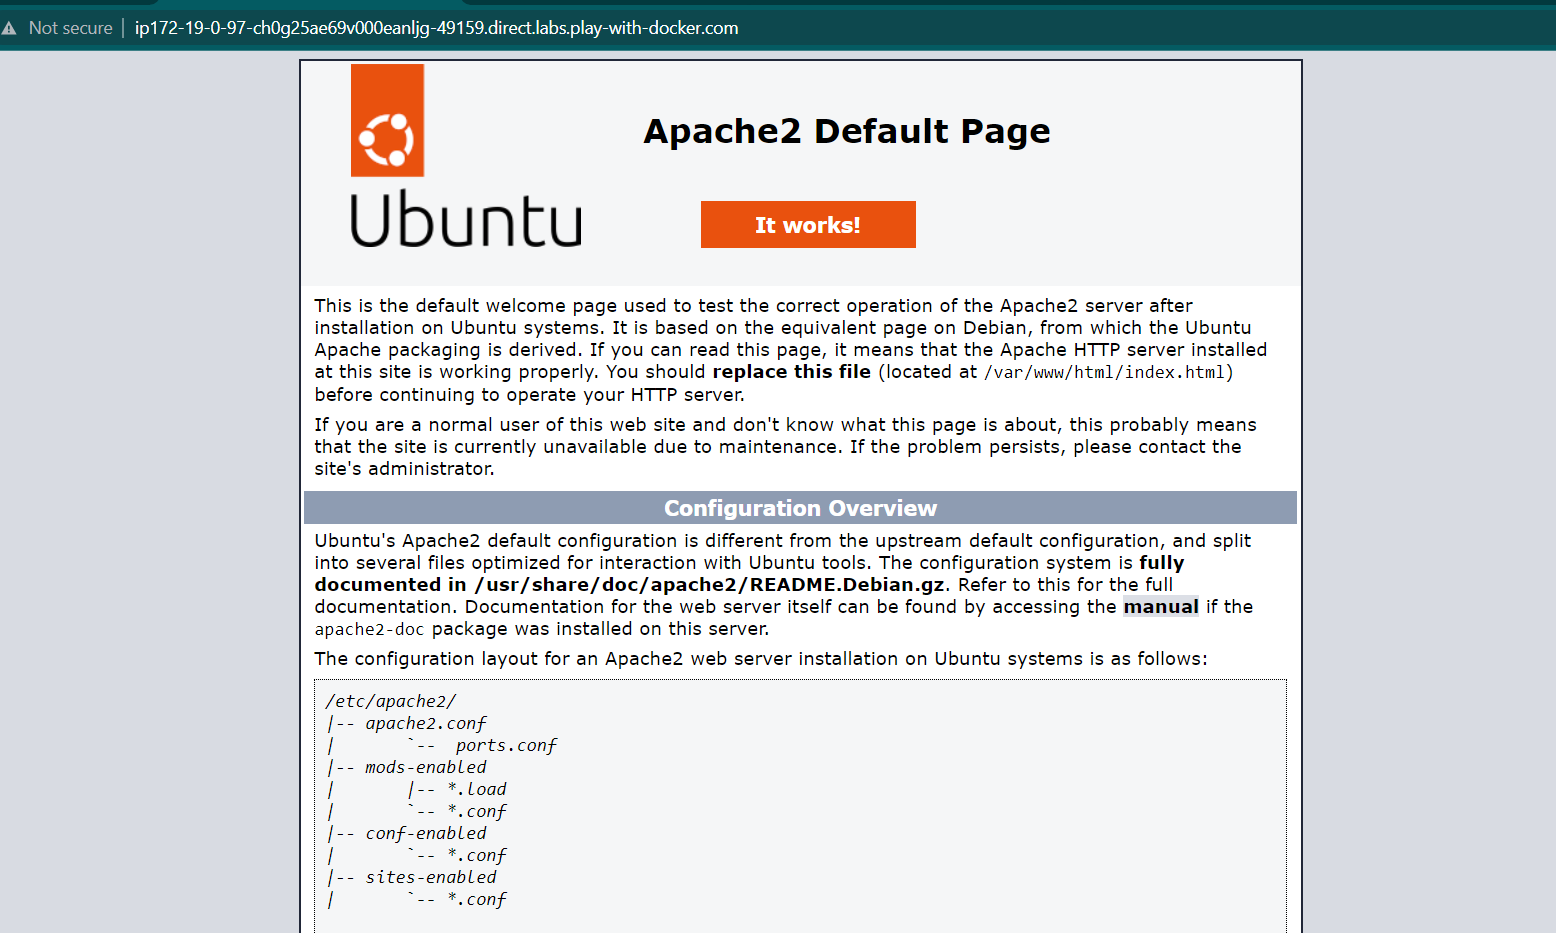 Not secure | ip172-19-0-97-ch0g25ae69v000eanljg-49159.direct.labs.play-with-docker.com
Ubuntu
Apache2 Default Page
It works!
This is the default welcome page used to test the correct operation of the Apache2 server after
installation on Ubuntu systems. It is based on the equivalent page on Debian, from which the Ubuntu
Apache packaging is derived. If you can read this page, it means that the Apache HTTP server installed
at this site is working properly. You should replace this file (located at /var/www/html/index.html)
before continuing to operate your HTTP server.
If you are a normal user of this web site and don't know what this page is about, this probably means
that the site is currently unavailable due to maintenance. If the problem persists, please contact the
site's administrator.
Configuration Overview
Ubuntu's Apache2 default configuration is different from the upstream default configuration, and split
into several files optimized for interaction with Ubuntu tools. The configuration system is fully
documented in /usr/share/doc/apache2/README.Debian.gz. Refer to this for the full
documentation. Documentation for the web server itself can be found by accessing the manual if the
apache2-doc package was installed on this server.
The configuration layout for an Apache2 web server installation on Ubuntu systems is as follows:
/etc/apache2/
|-- apache2.conf
|       `--  ports.conf
|-- mods-enabled
|       |-- *.load
|       `-- *.conf
|-- conf-enabled
|       `-- *.conf
|-- sites-enabled
|       `-- *.conf